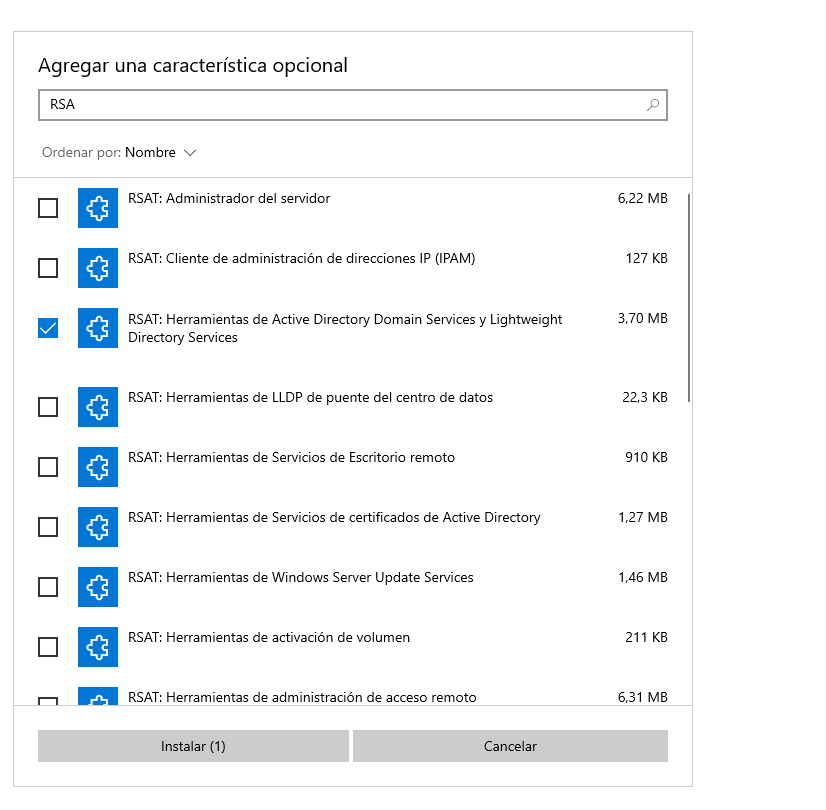 Agregar una característica opcional
RSA
Ordenar por: Nombre
RSAT: Administrador del servidor 6,22 MB
RSAT: Cliente de administración de direcciones IP (IPAM) 127 KB
RSAT: Herramientas de Active Directory Domain Services y Lightweight 3,70 MB
Directory Services
RSAT: Herramientas de LLDP de puente del centro de datos 22,3 KB
RSAT: Herramientas de Servicios de Escritorio remoto 910 KB
RSAT: Herramientas de Servicios de certificados de Active Directory 1,27 MB
RSAT: Herramientas de Windows Server Update Services 1,46 MB
RSAT: Herramientas de activación de volumen 211 KB
RSAT: Herramientas de administración de acceso remoto 6,31 MB
Instalar (1) Cancelar